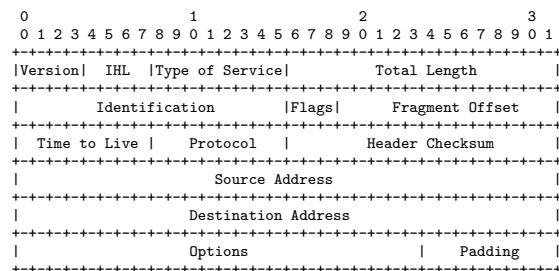 0                   1                   2                   3
0 1 2 3 4 5 6 7 8 9 0 1 2 3 4 5 6 7 8 9 0 1 2 3 4 5 6 7 8 9 0 1
+-+-+-+-+-+-+-+-+-+-+-+-+-+-+-+-+-+-+-+-+-+-+-+-+-+-+-+-+-+-+-+-+
|Version|  IHL  |Type of Service|          Total Length         |
+-+-+-+-+-+-+-+-+-+-+-+-+-+-+-+-+-+-+-+-+-+-+-+-+-+-+-+-+-+-+-+-+
|         Identification        |Flags|      Fragment Offset    |
+-+-+-+-+-+-+-+-+-+-+-+-+-+-+-+-+-+-+-+-+-+-+-+-+-+-+-+-+-+-+-+-+
|  Time to Live |    Protocol   |         Header Checksum       |
+-+-+-+-+-+-+-+-+-+-+-+-+-+-+-+-+-+-+-+-+-+-+-+-+-+-+-+-+-+-+-+-+
|                       Source Address                          |
+-+-+-+-+-+-+-+-+-+-+-+-+-+-+-+-+-+-+-+-+-+-+-+-+-+-+-+-+-+-+-+-+
|                    Destination Address                        |
+-+-+-+-+-+-+-+-+-+-+-+-+-+-+-+-+-+-+-+-+-+-+-+-+-+-+-+-+-+-+-+-+
|                    Options                    |    Padding    |
+-+-+-+-+-+-+-+-+-+-+-+-+-+-+-+-+-+-+-+-+-+-+-+-+-+-+-+-+-+-+-+-+